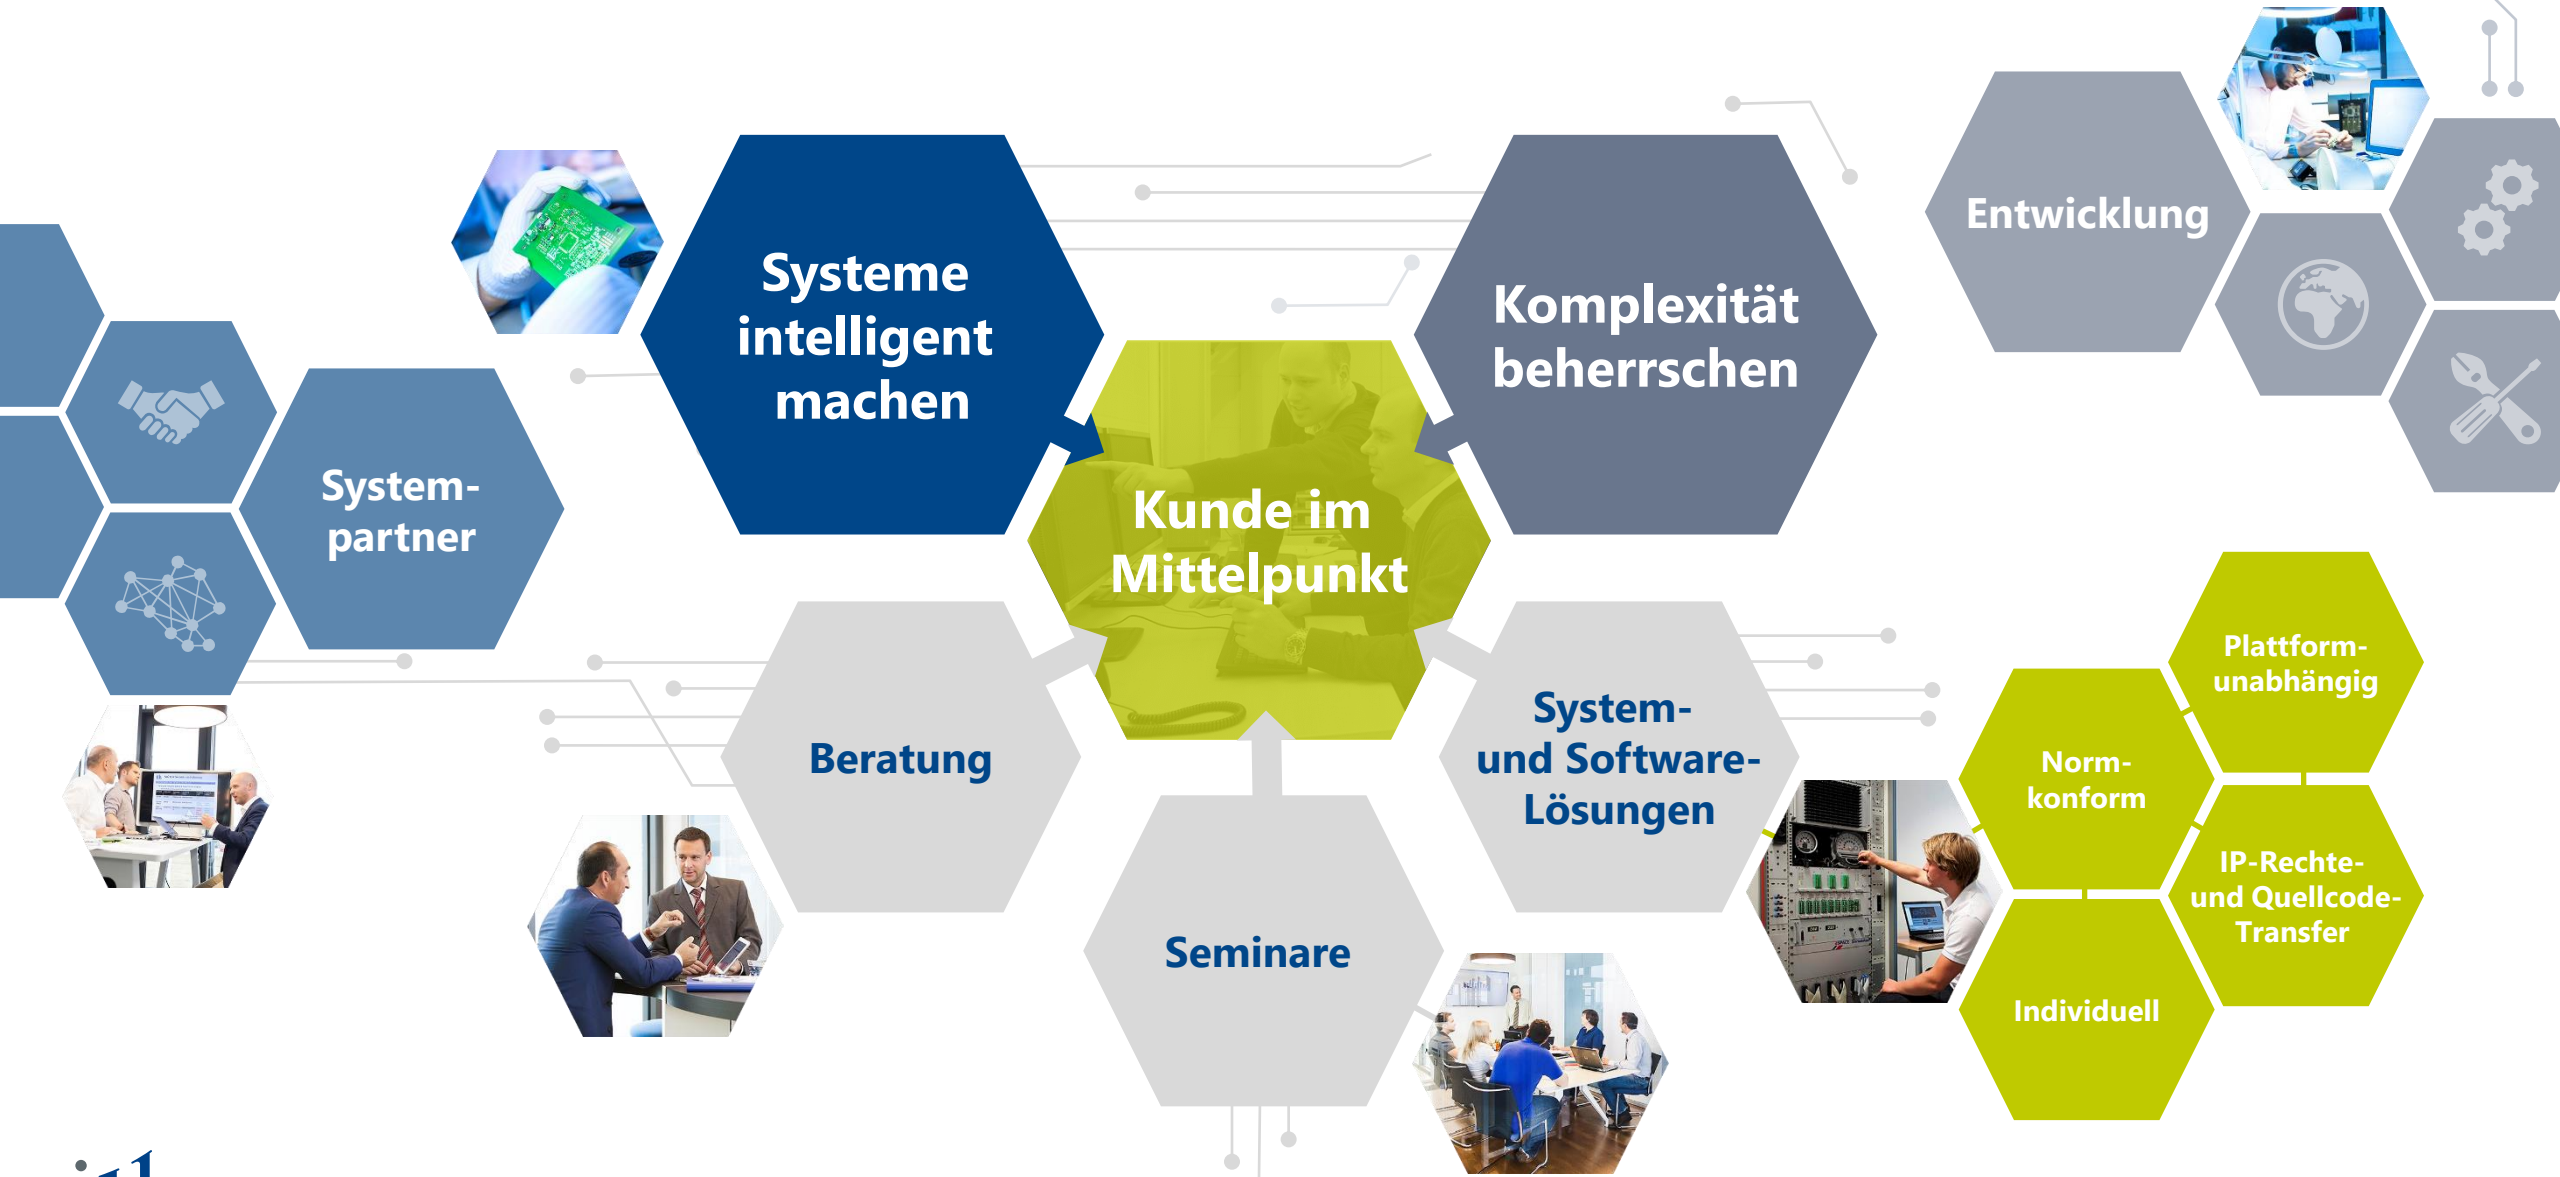 Systeme
intelligent
machen
Komplexität
beherrschen
Entwicklung
System-
partner
Kunde im
Mittelpunkt
Beratung
System-
und Software-
Lösungen
Seminare
Plattform-
unabhängig
Norm-
konform
IP-Rechte-
und Quellcode-
Transfer
Individuell